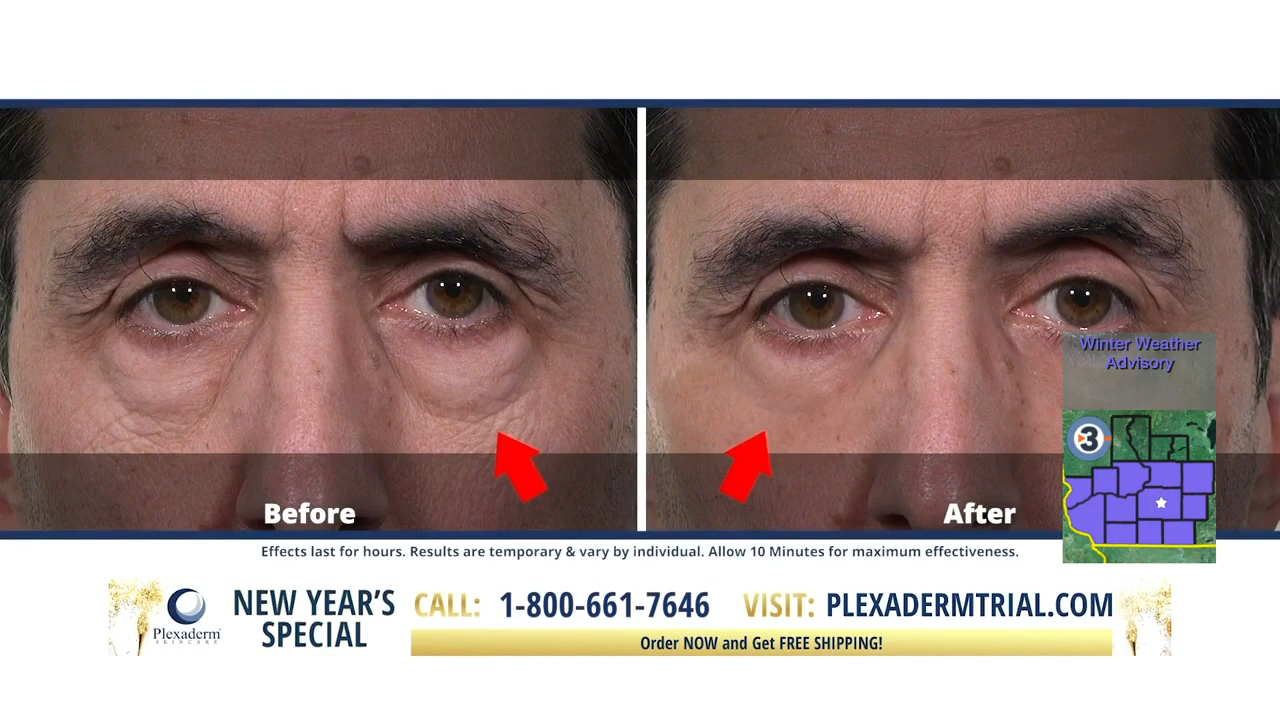 Winter Weather
Advisory
3
Before
After
Effects last for hours. Results are temporary & vary by individual. Allow 10 Minutes for maximum effectiveness.
Plexaderm
SKINCARE
NEW YEAR'S
SPECIAL
CALL: 1-800-661-7646 VISIT: PLEXADERMTRIAL.COM
Order NOW and Get FREE SHIPPING!